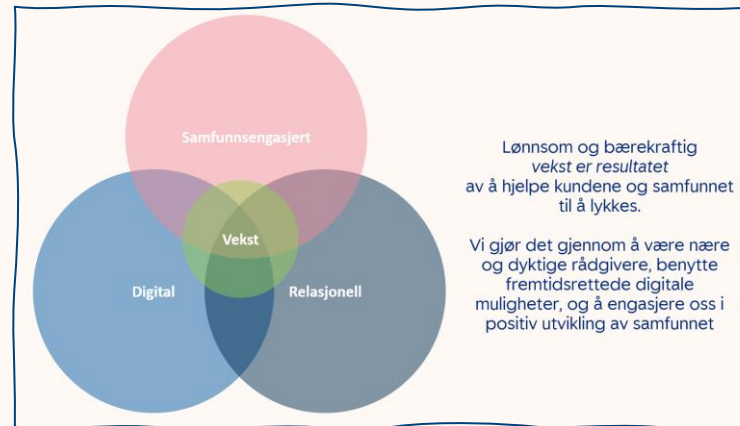 Samfunnsengasjert
Vekst
Digital
Relasjonell
Lønnsom og bærekraftig
vekst er resultatet
av å hjelpe kundene og samfunnet
til å lykkes.
Vi gjør det gjennom å være nære
og dyktige rådgivere, benytte
fremtidsrettede digitale
muligheter, og å engasjere oss i
positiv utvikling av samfunnet